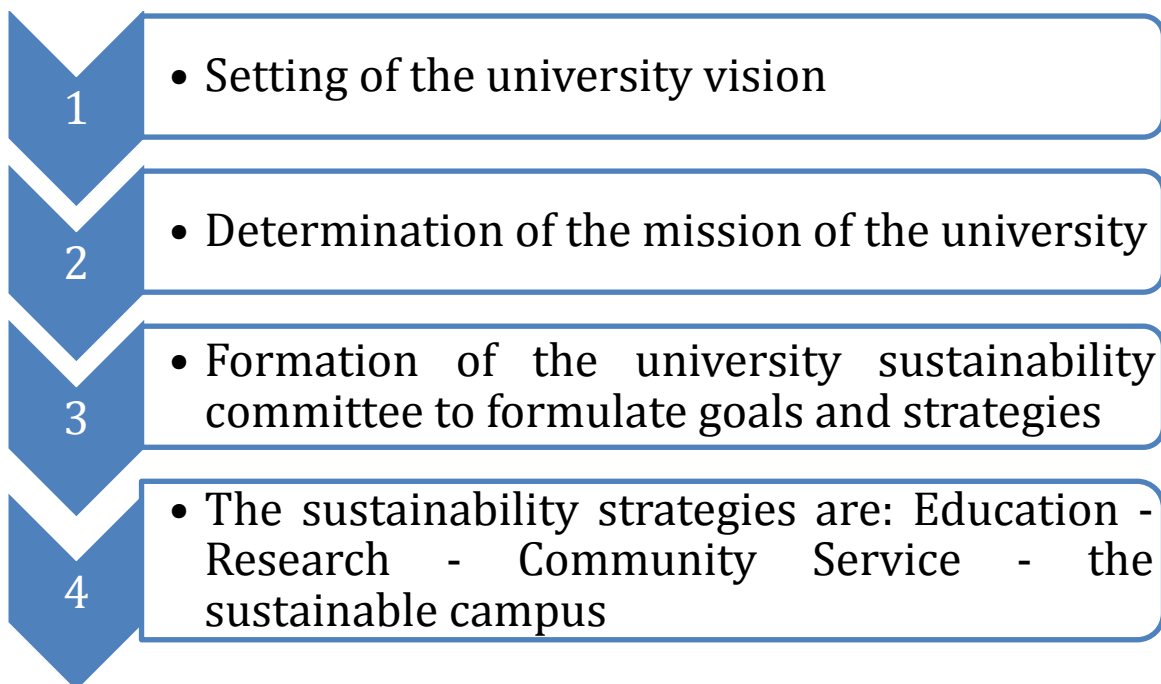 1
• Setting of the university vision
2
• Determination of the mission of the university
3
• Formation of the university sustainability
committee to formulate goals and strategies
4
• The sustainability strategies are: Education -
Research - Community Service - the
sustainable campus